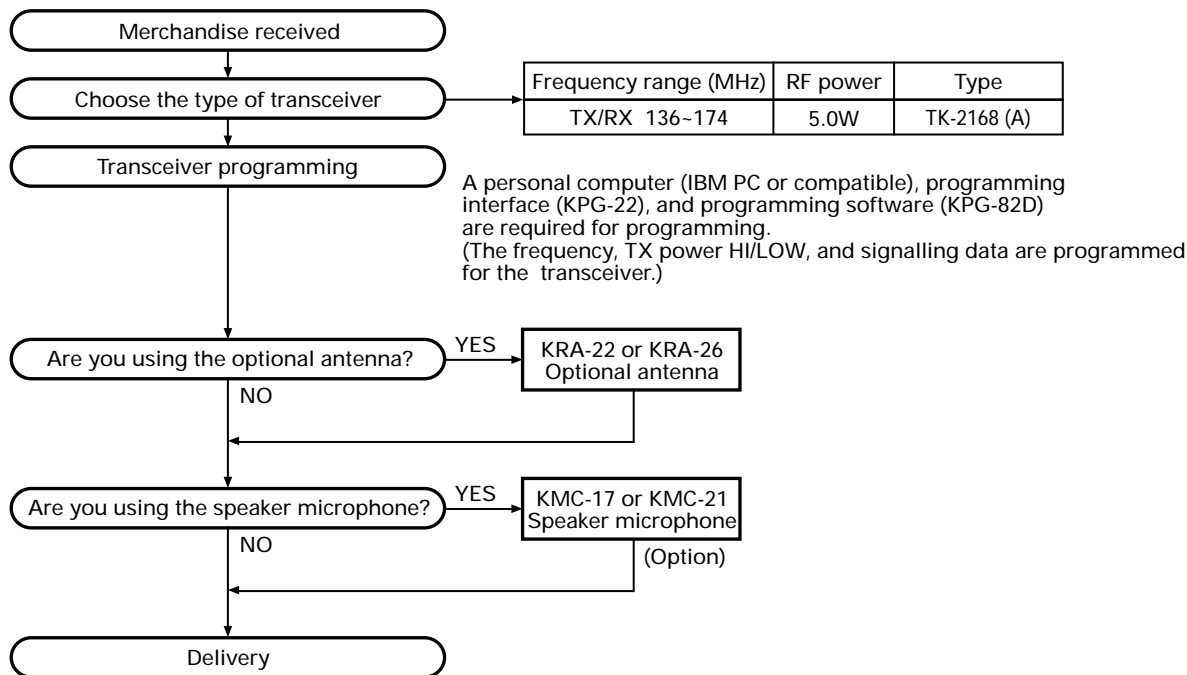 Merchandise received
Choose the type of transceiver
Frequency range (MHz) RF power Type
TX/RX 136~174 5.0W TK-2168 (A)
Transceiver programming
A personal computer (IBM PC or compatible), programming
interface (KPG-22), and programming software (KPG-82D)
are required for programming.
(The frequency, TX power HI/LOW, and signalling data are programmed
for the transceiver.)
Are you using the optional antenna?
YES
KRA-22 or KRA-26
Optional antenna
NO
Are you using the speaker microphone?
YES
KMC-17 or KMC-21
Speaker microphone
(Option)
NO
Delivery